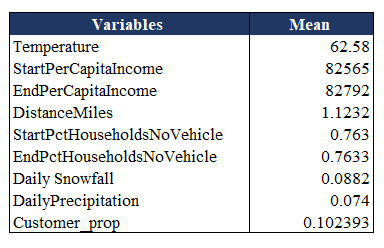 Variables Mean
Temperature 62.58
StartPerCapitaIncome 82565
EndPerCapitaIncome 82792
DistanceMiles 1.1232
StartPctHouseholdsNoVehicle 0.763
EndPctHouseholdsNoVehicle 0.7633
Daily Snowfall 0.0882
DailyPrecipitation 0.074
Customer_prop 0.102393